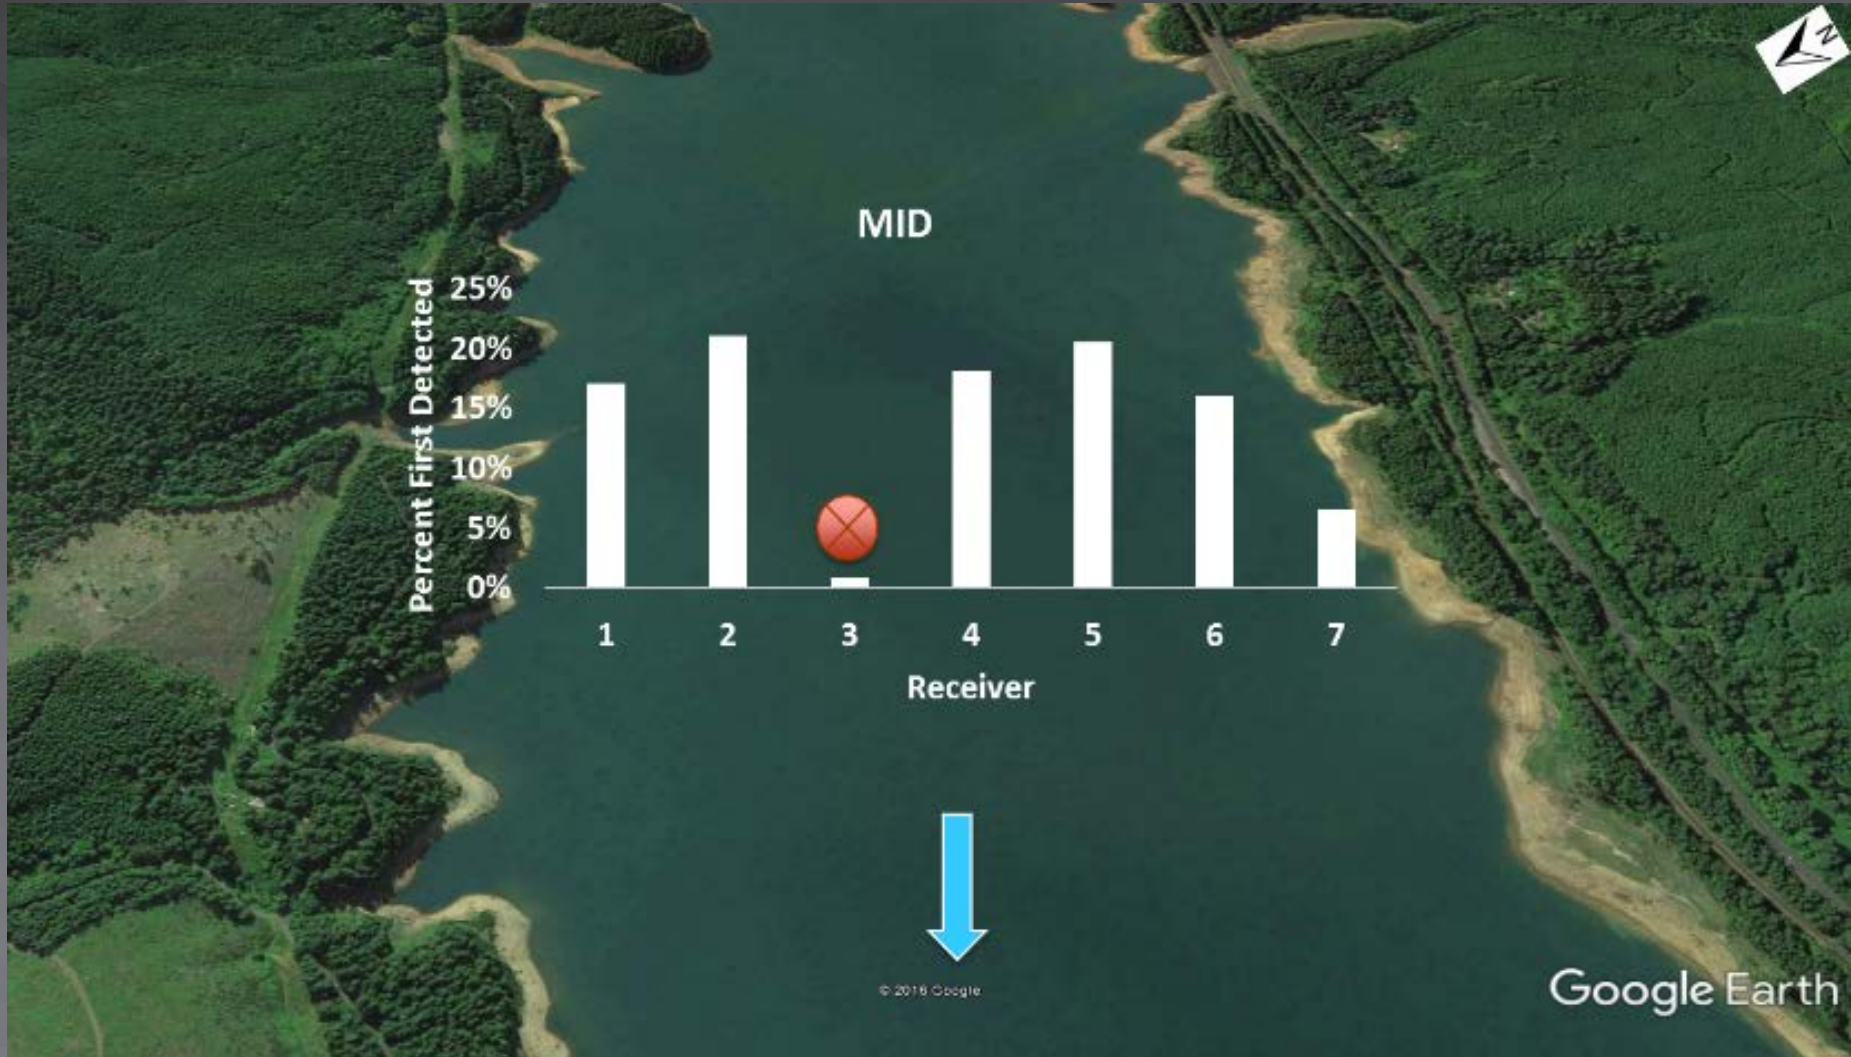 N
MID
Percent First Detected
25%
20%
15%
10%
5%
0%
1 2 3 4 5 6 7
Receiver
© 2016 Google
Google Earth